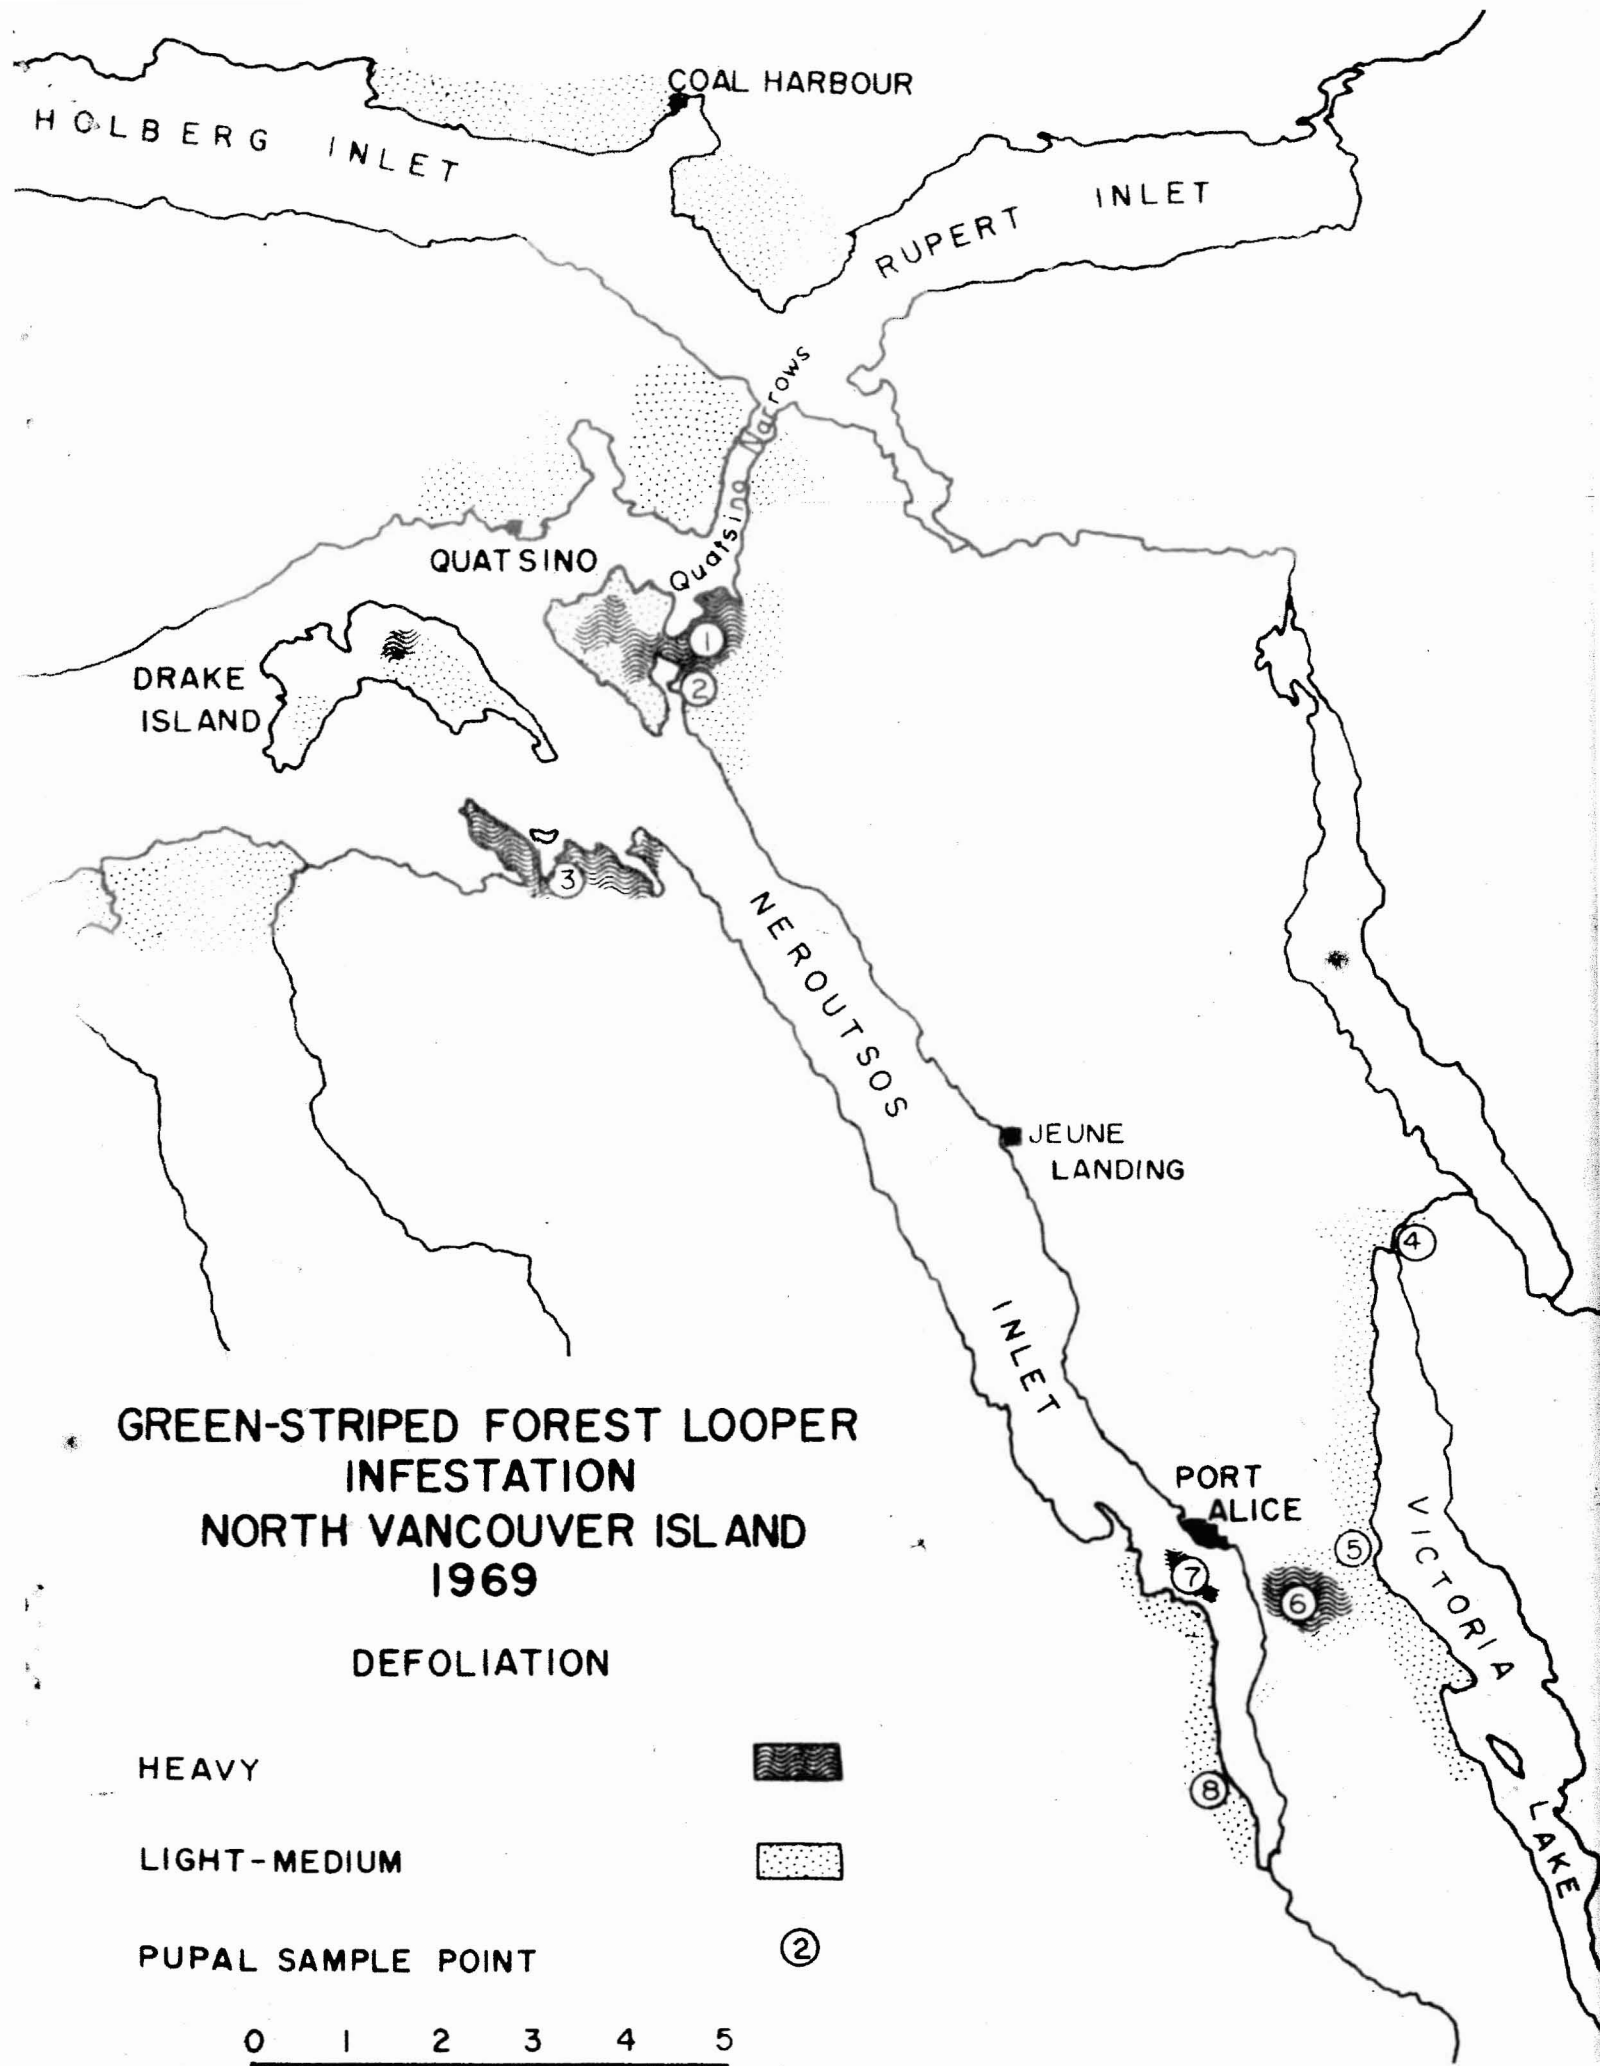 COAL HARBOUR
HOLBERG INLET
RUPERT INLET
Quatsino Narrows
QUATSINO
1
DRAKE
ISLAND
2
3
NEROUTSOS
INLET
JEUNE
LANDING
4
GREEN-STRIPED FOREST LOOPER
INFESTATION
NORTH VANCOUVER ISLAND
1969
PORT
ALICE
5
VICTORIA
LAKE
7
6
8
DEFOLIATION
HEAVY
LIGHT-MEDIUM
PUPAL SAMPLE POINT 2
0 1 2 3 4 5